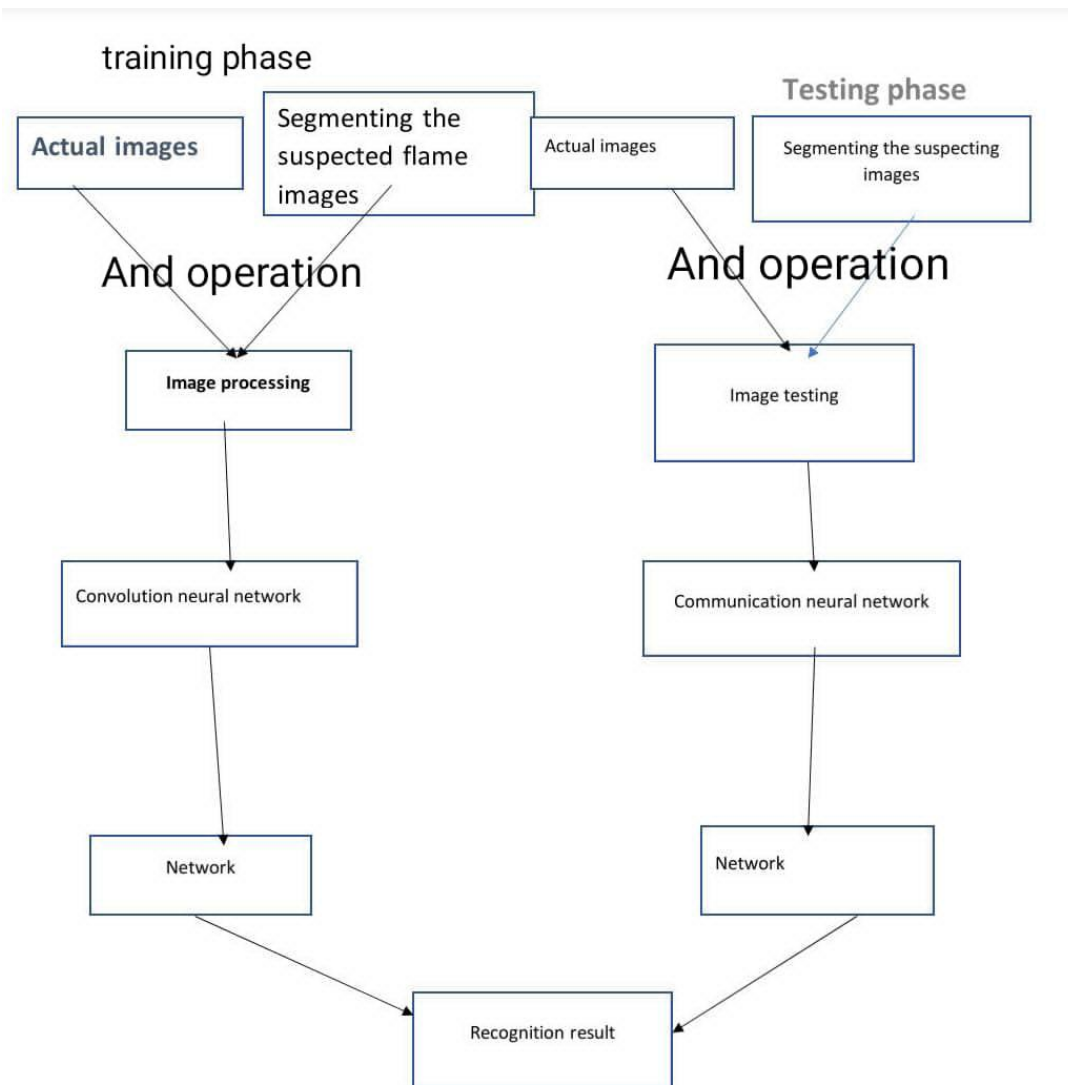 training phase
Testing phase
Actual images
Segmenting the
suspected flame
images
Actual images
Segmenting the suspecting
images
And operation
And operation
Image processing
Image testing
Convolution neural network
Communication neural network
Network
Network
Recognition result